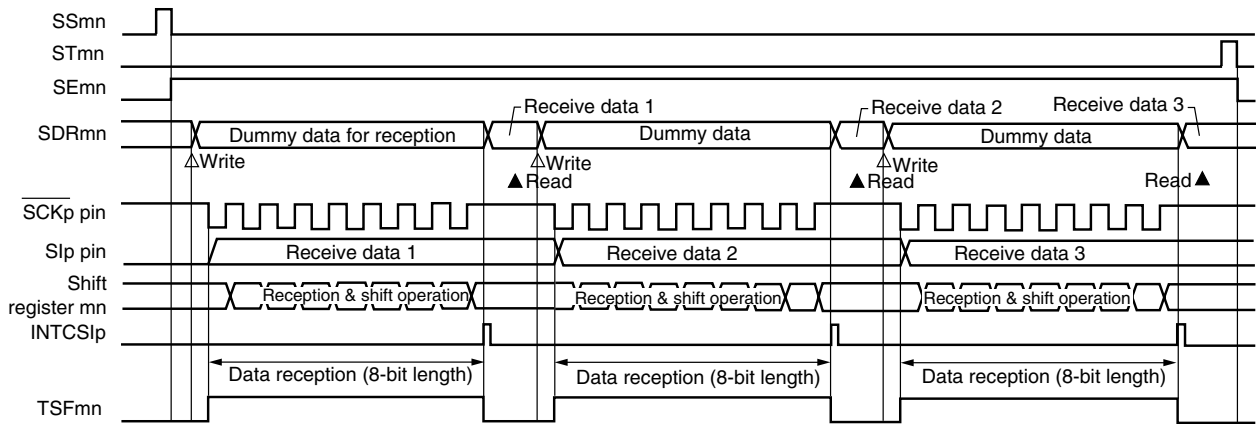 SSmn
STmn
SEmn
Receive data 1
Receive data 2
Receive data 3
SDRmn
Dummy data for reception
Dummy data
Dummy data
Write
Write
Write
Read
Read
Read
SCKp pin
SIp pin
Receive data 1
Receive data 2
Receive data 3
Shift
register mn
Reception & shift operation
Reception & shift operation
Reception & shift operation
INTCSIp
Data reception (8-bit length)
Data reception (8-bit length)
Data reception (8-bit length)
TSFmn